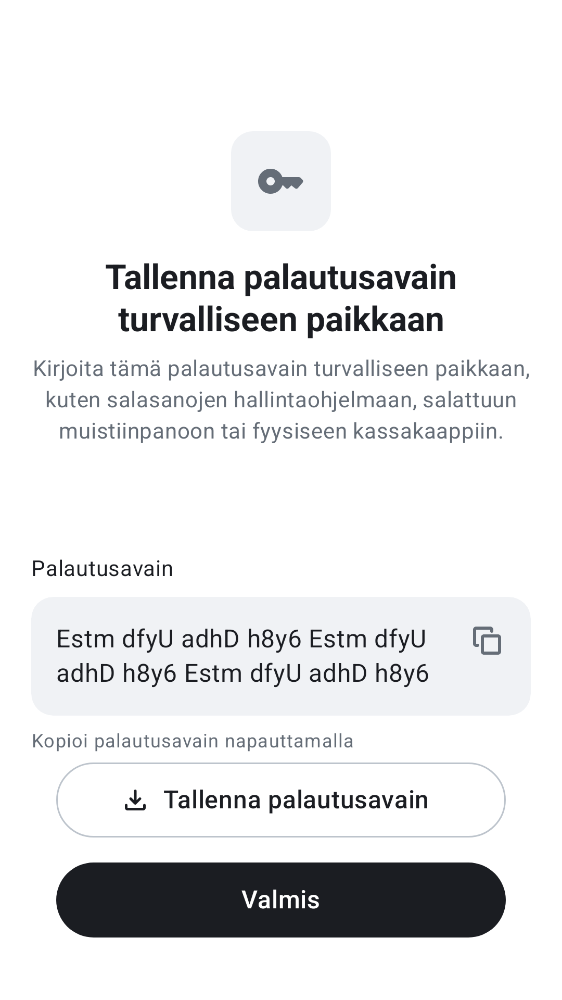 Tallenna palautusavain
turvalliseen paikkaan
Kirjoita tämä palautusavain turvalliseen paikkaan,
kuten salasanojen hallintaohjelmaan, salattuun
muistiinpanoon tai fyysiseen kassakaappiin.
Palautusavain
Estm dfyU adhD h8y6 Estm dfyU
adhD h8y6 Estm dfyU adhD h8y6
Kopioi palautusavain napauttamalla
Tallenna palautusavain
Valmis